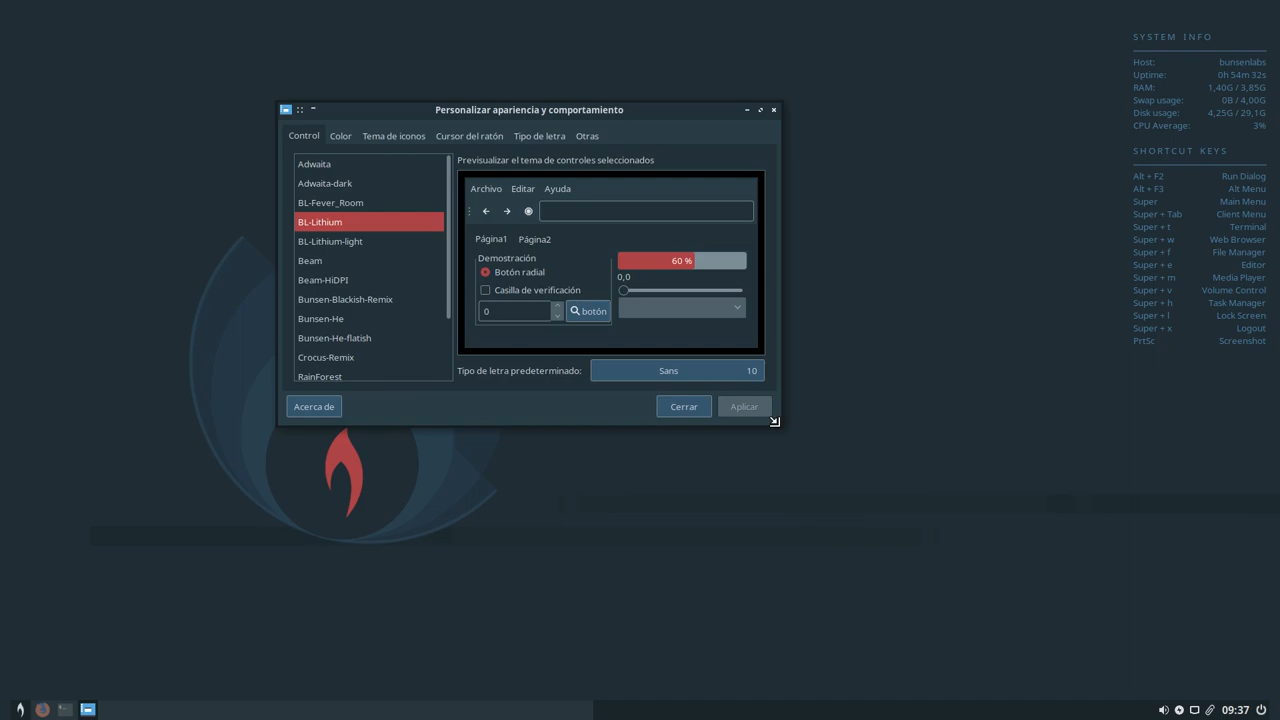 SYSTEM INFO
Host: bunsenlabs
Uptime: 0h 54m 32s
RAM: 1,40G / 3,85G
Swap usage: 0B / 4,00G
Disk usage: 4,25G / 29,1G
CPU Average: 3%
SHORTCUT KEYS
Alt + F2 Run Dialog
Alt + F3 Alt Menu
Super Main Menu
Super + Tab Client Menu
Super + t Terminal
Super + w Web Browser
Super + f File Manager
Super + e Editor
Super + m Media Player
Super + v Volume Control
Super + h Task Manager
Super + l Lock Screen
Super + x Logout
PrtSc Screenshot
Personalizar apariencia y comportamiento
Control Color Tema de iconos Cursor del ratón Tipo de letra Otras
Adwaita
Adwaita-dark
BL-Fever_Room
BL-Lithium
BL-Lithium-light
Beam
Beam-HiDPI
Bunsen-Blackish-Remix
Bunsen-He
Bunsen-He-flatish
Crocus-Remix
RainForest
Previsualizar el tema de controles seleccionados
Archivo Editar Ayuda
Página1 Página2
Demostración
Botón radial
Casilla de verificación
0
botón
60 %
0,0
Tipo de letra predeterminado: Sans 10
Acerca de Cerrar Aplicar
09:37